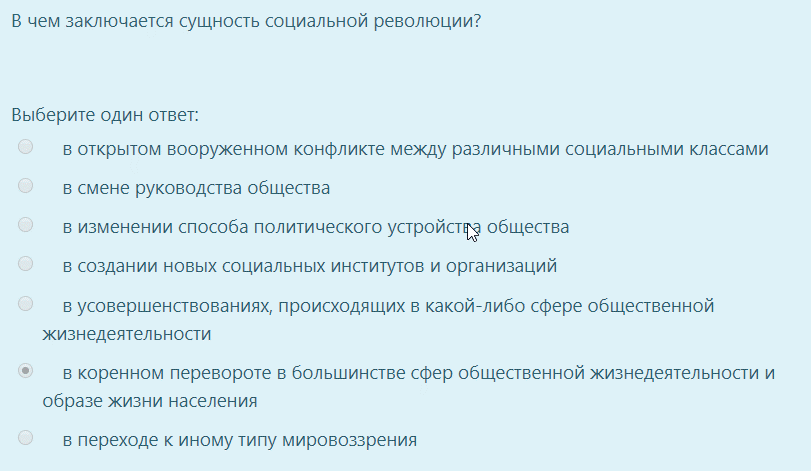 В чем заключается сущность социальной революции?
Выберите один ответ:
в открытом вооруженном конфликте между различными социальными классами
в смене руководства общества
в изменении способа политического устройства общества
в создании новых социальных институтов и организаций
в усовершенствованиях, происходящих в какой-либо сфере общественной
жизнедеятельности
в коренном перевороте в большинстве сфер общественной жизнедеятельности и
образе жизни населения
в переходе к иному типу мировоззрения